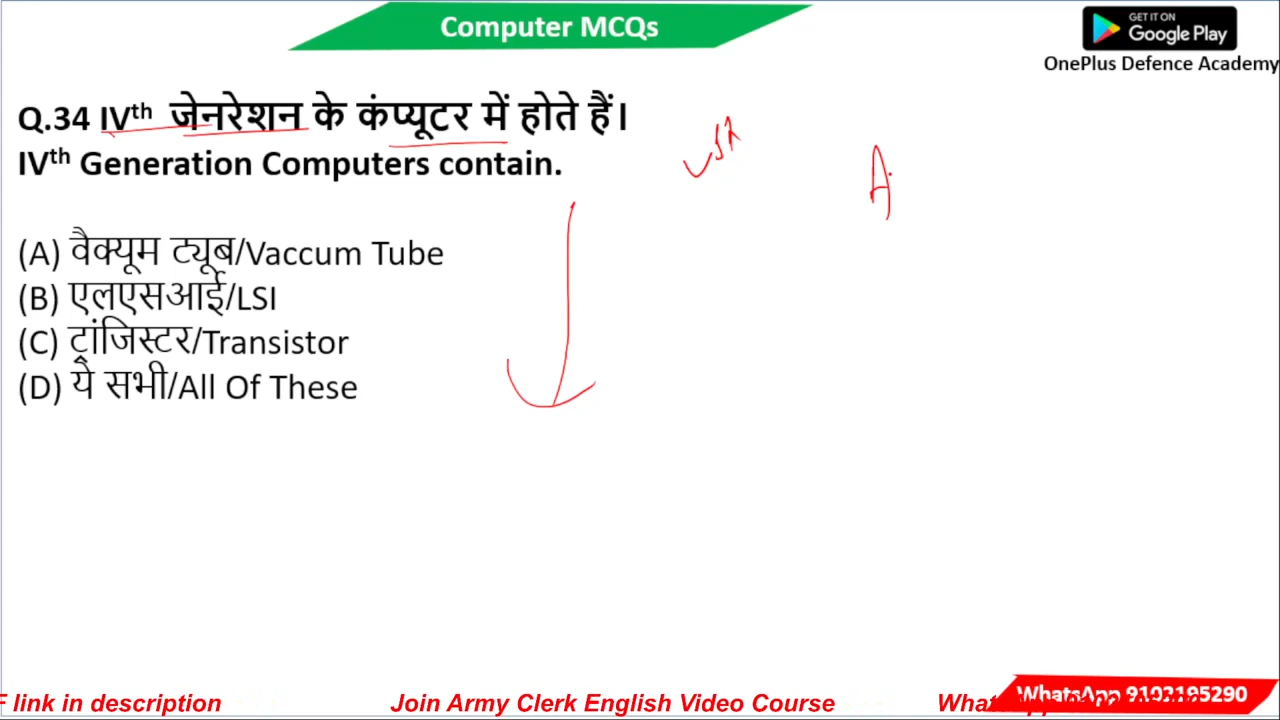 Computer MCQs
GET IT ON
Google Play
OnePlus Defence Academy
Q.34 IVth जेनरेशन के कंप्यूटर में होते हैं।
IVth Generation Computers contain.
(A) वैक्यूम ट्यूब/Vaccum Tube
(B) एलएसआई/LSI
(C) ट्रांजिस्टर/Transistor
(D) ये सभी/All Of These
A
WhatsApp 9102195290
F link in description Join Army Clerk English Video Course